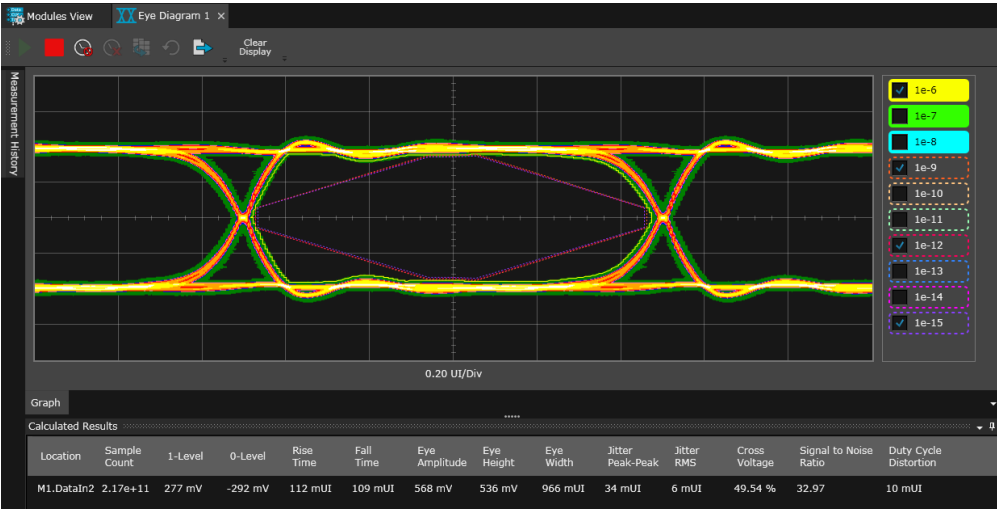 Modules View
Eye Diagram 1 ×
Clear
Display
Measurement History
1e-6
1e-7
1e-8
1e-9
1e-10
1e-11
1e-12
1e-13
1e-14
1e-15
0.20 UI/Div
Graph
Calculated Results
Location Sample Count 1-Level 0-Level Rise Time Fall Time Eye Amplitude Eye Height Eye Width Jitter Peak-Peak Jitter RMS Cross Voltage Signal to Noise Ratio Duty Cycle Distortion
M1.DataIn2 2.17e+11 277 mV -292 mV 112 mUI 109 mUI 568 mV 536 mV 966 mUI 34 mUI 6 mUI 49.54 % 32.97 10 mUI